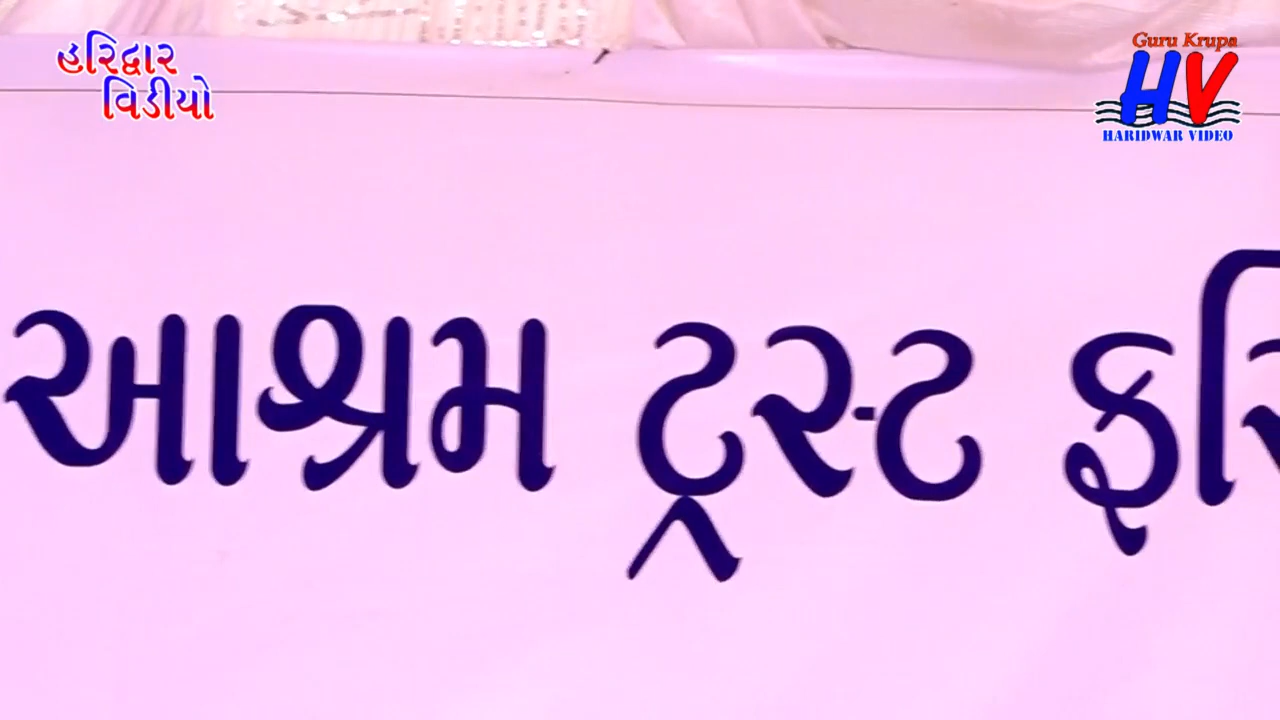 હરિદ્વાર
વિડીયો
Guru Krupa
HV
HARIDWAR VIDEO
આશ્રમ ટ્રસ્ટ